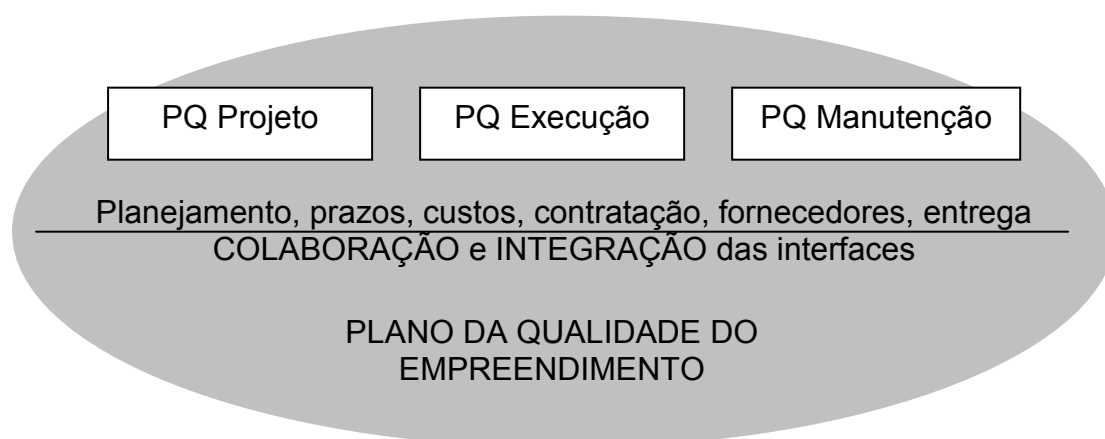 PQ Projeto
PQ Execução
PQ Manutenção
Planejamento, prazos, custos, contratação, fornecedores, entrega
COLABORAÇÃO e INTEGRAÇÃO das interfaces
PLANO DA QUALIDADE DO
EMPREENDIMENTO